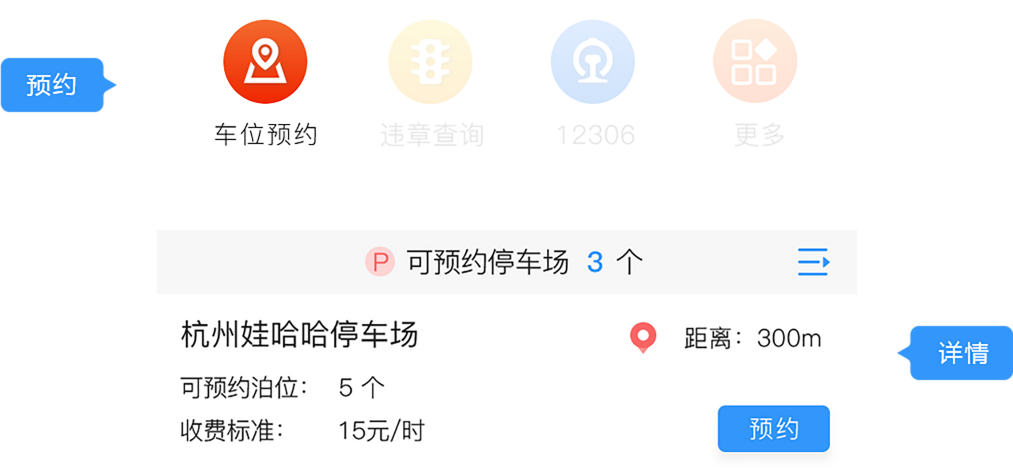 预约
车位预约 违章查询 12306 更多
P 可预约停车场 3 个
杭州娃哈哈停车场 距离：300m
详情
可预约泊位： 5 个
收费标准： 15元/时 预约